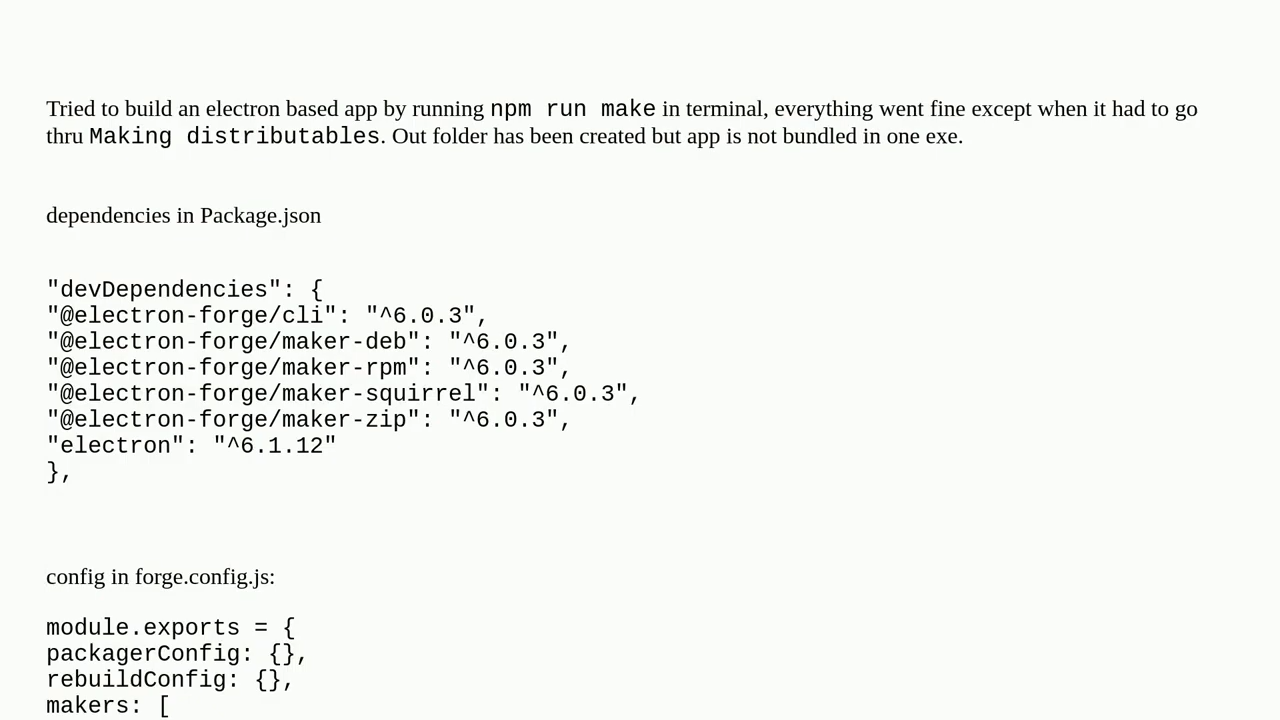 Tried to build an electron based app by running npm run make in terminal, everything went fine except when it had to go
thru Making distributables. Out folder has been created but app is not bundled in one exe.
dependencies in Package.json
"devDependencies": {
"@electron-forge/cli": "^6.0.3",
"@electron-forge/maker-deb": "^6.0.3",
"@electron-forge/maker-rpm": "^6.0.3",
"@electron-forge/maker-squirrel": "^6.0.3",
"@electron-forge/maker-zip": "^6.0.3",
"electron": "^6.1.12"
},
config in forge.config.js:
module.exports = {
packagerConfig: {},
rebuildConfig: {},
makers: [